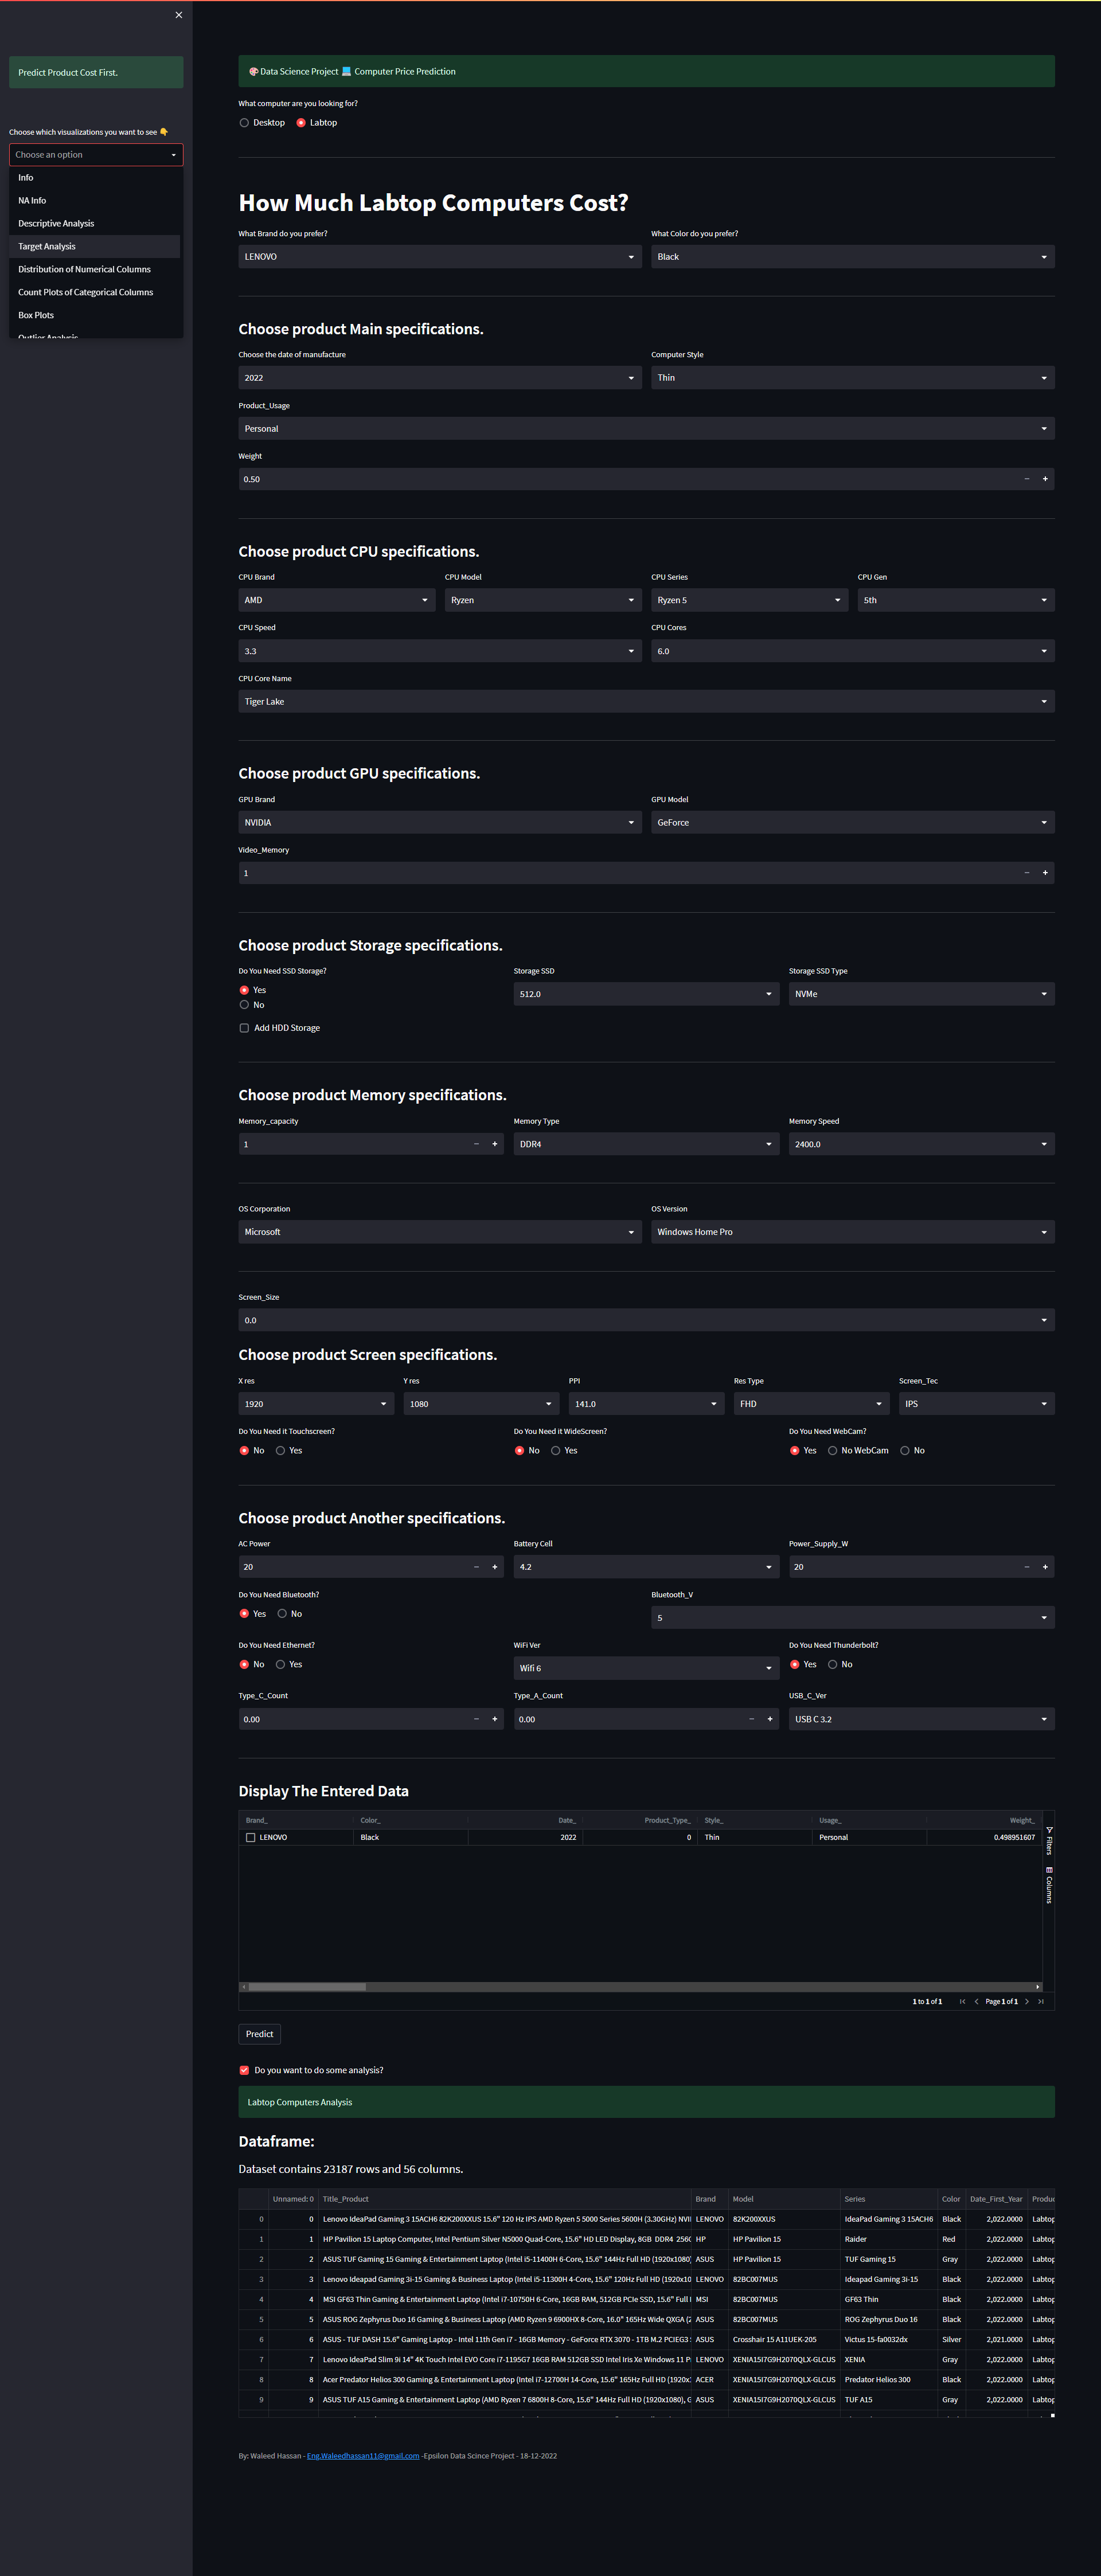 Predict Product Cost First.
Choose which visualizations you want to see 👇
Choose an option
Info
NA Info
Descriptive Analysis
Target Analysis
Distribution of Numerical Columns
Count Plots of Categorical Columns
Box Plots
Outlier Analysis
Data Science Project 💻 Computer Price Prediction
What computer are you looking for?
Desktop Labtop
How Much Labtop Computers Cost?
What Brand do you prefer? What Color do you prefer?
LENOVO Black
Choose product Main specifications.
Choose the date of manufacture Computer Style
2022 Thin
Product_Usage
Personal
Weight
0.50 − +
Choose product CPU specifications.
CPU Brand CPU Model CPU Series CPU Gen
AMD Ryzen Ryzen 5 5th
CPU Speed CPU Cores
3.3 6.0
CPU Core Name
Tiger Lake
Choose product GPU specifications.
GPU Brand GPU Model
NVIDIA GeForce
Video_Memory
1 − +
Choose product Storage specifications.
Do You Need SSD Storage? Storage SSD Storage SSD Type
Yes 512.0 NVMe
No
Add HDD Storage
Choose product Memory specifications.
Memory_capacity Memory Type Memory Speed
1 − + DDR4 2400.0
OS Corporation OS Version
Microsoft Windows Home Pro
Screen_Size
0.0
Choose product Screen specifications.
X res Y res PPI Res Type Screen_Tec
1920 1080 141.0 FHD IPS
Do You Need it Touchscreen? Do You Need it WideScreen? Do You Need WebCam?
No Yes No Yes Yes No WebCam No
Choose product Another specifications.
AC Power Battery Cell Power_Supply_W
20 − + 4.2 20 − +
Do You Need Bluetooth? Bluetooth_V
Yes No 5
Do You Need Ethernet? WiFi Ver Do You Need Thunderbolt?
No Yes Wifi 6 Yes No
Type_C_Count Type_A_Count USB_C_Ver
0.00 − + 0.00 − + USB C 3.2
Display The Entered Data
Brand_ Color_ Date_ Product_Type_ Style_ Usage_ Weight_
LENOVO Black 2022 0 Thin Personal 0.498951607
Filters
Columns
1 to 1 of 1 Page 1 of 1
Predict
Do you want to do some analysis?
Labtop Computers Analysis
Dataframe:
Dataset contains 23187 rows and 56 columns.
Unnamed: 0 Title_Product Brand Model Series Color Date_First_Year Produc
0 0 Lenovo IdeaPad Gaming 3 15ACH6 82K200XXUS 15.6" 120 Hz IPS AMD Ryzen 5 5000 Series 5600H (3.30GHz) NVI LENOVO 82K200XXUS IdeaPad Gaming 3 15ACH6 Black 2,022.0000 Labtop
1 1 HP Pavilion 15 Laptop Computer, Intel Pentium Silver N5000 Quad-Core, 15.6" HD LED Display, 8GB DDR4 256G HP HP Pavilion 15 Raider Red 2,022.0000 Labtop
2 2 ASUS TUF Gaming 15 Gaming & Entertainment Laptop (Intel i5-11400H 6-Core, 15.6" 144Hz Full HD (1920x1080) ASUS HP Pavilion 15 TUF Gaming 15 Gray 2,022.0000 Labtop
3 3 Lenovo Ideapad Gaming 3i-15 Gaming & Business Laptop (Intel i5-11300H 4-Core, 15.6" 120Hz Full HD (1920x10 LENOVO 82BC007MUS Ideapad Gaming 3i-15 Black 2,022.0000 Labtop
4 4 MSI GF63 Thin Gaming & Entertainment Laptop (Intel i7-10750H 6-Core, 16GB RAM, 512GB PCIe SSD, 15.6" Full MSI 82BC007MUS GF63 Thin Black 2,022.0000 Labtop
5 5 ASUS ROG Zephyrus Duo 16 Gaming & Business Laptop (AMD Ryzen 9 6900HX 8-Core, 16.0" 165Hz Wide QXGA ASUS 82BC007MUS ROG Zephyrus Duo 16 Black 2,022.0000 Labtop
6 6 ASUS - TUF DASH 15.6" Gaming Laptop - Intel 11th Gen i7 - 16GB Memory - GeForce RTX 3070 - 1TB M.2 PCIEG3 ASUS Crosshair 15 A11UEK-205 Victus 15-fa0032dx Silver 2,021.0000 Labtop
7 7 Lenovo IdeaPad Slim 9i 14" 4K Touch Intel EVO Core i7-1195G7 16GB RAM 512GB SSD Intel Iris Xe Windows 11 P LENOVO XENIA15I7G9H2070QLX-GLCUS XENIA Gray 2,022.0000 Labtop
8 8 Acer Predator Helios 300 Gaming & Entertainment Laptop (Intel i7-12700H 14-Core, 15.6" 165Hz Full HD (1920x ACER XENIA15I7G9H2070QLX-GLCUS Predator Helios 300 Black 2,022.0000 Labtop
9 9 ASUS TUF A15 Gaming & Entertainment Laptop (AMD Ryzen 7 6800H 8-Core, 15.6" 144Hz Full HD (1920x1080), ASUS XENIA15I7G9H2070QLX-GLCUS TUF A15 Gray 2,022.0000 Labtop
By: Waleed Hassan - Eng.Waleedhassan11@gmail.com -Epsilon Data Scince Project - 18-12-2022